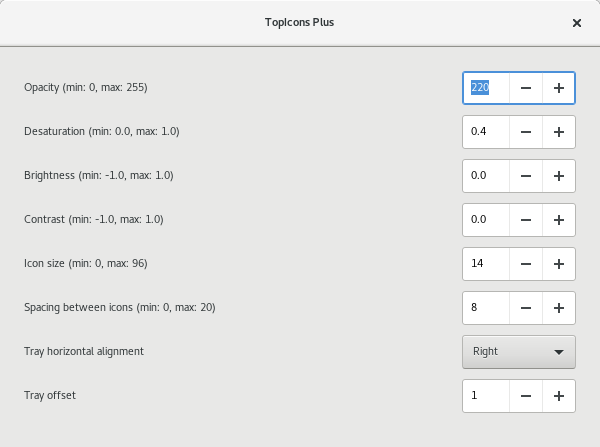 TopIcons Plus
Opacity (min: 0, max: 255) 220
Desaturation (min: 0.0, max: 1.0) 0.4
Brightness (min: -1.0, max: 1.0) 0.0
Contrast (min: -1.0, max: 1.0) 0.0
Icon size (min: 0, max: 96) 14
Spacing between icons (min: 0, max: 20) 8
Tray horizontal alignment Right
Tray offset 1